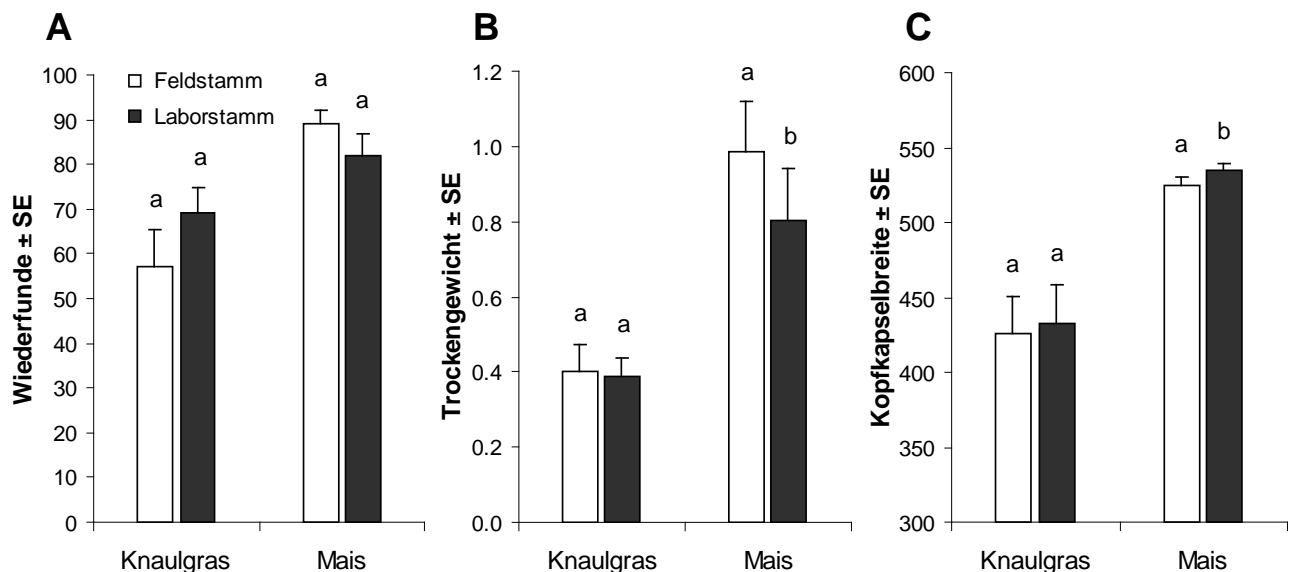 A
Wiederfunde ± SE
100
90
80
70
60
50
40
30
20
10
0
Feldstamm
Laborstamm
a
a
a
a
Knaulgras
Mais
B
Trockengewicht ± SE
1.2
1.0
0.8
0.6
0.4
0.2
0.0
a
a
a
b
Knaulgras
Mais
C
Kopfkapselbreite ± SE
600
550
500
450
400
350
300
a
a
a
b
Knaulgras
Mais